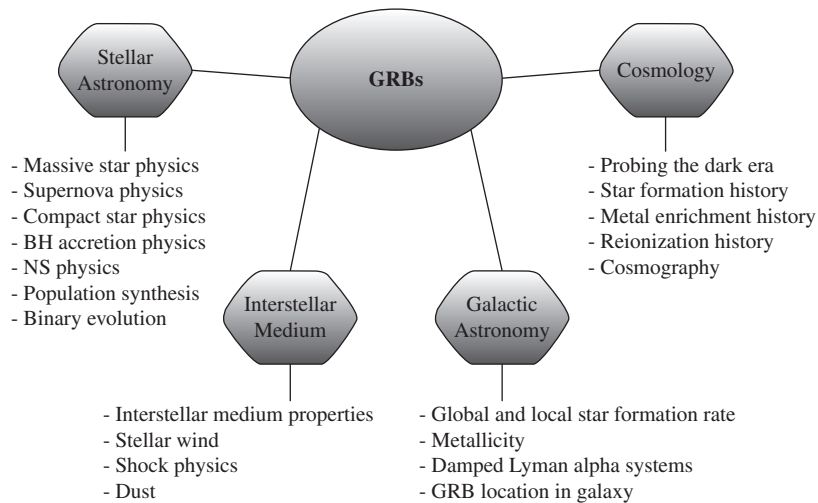 GRBs
Stellar
Astronomy
- Massive star physics
- Supernova physics
- Compact star physics
- BH accretion physics
- NS physics
- Population synthesis
- Binary evolution
Interstellar
Medium
- Interstellar medium properties
- Stellar wind
- Shock physics
- Dust
Galactic
Astronomy
- Global and local star formation rate
- Metallicity
- Damped Lyman alpha systems
- GRB location in galaxy
Cosmology
- Probing the dark era
- Star formation history
- Metal enrichment history
- Reionization history
- Cosmography